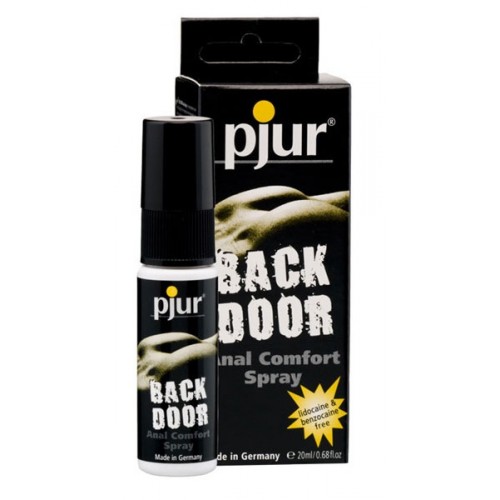 pjur®
BACK
DOOR
Anal Comfort
Spray
lidocaine &
benzocaine
free
Made in Germany
℮ 20ml/0.68fl.oz
pjur®
BACK
DOOR
Anal Comfort
Spray
Made in Germany